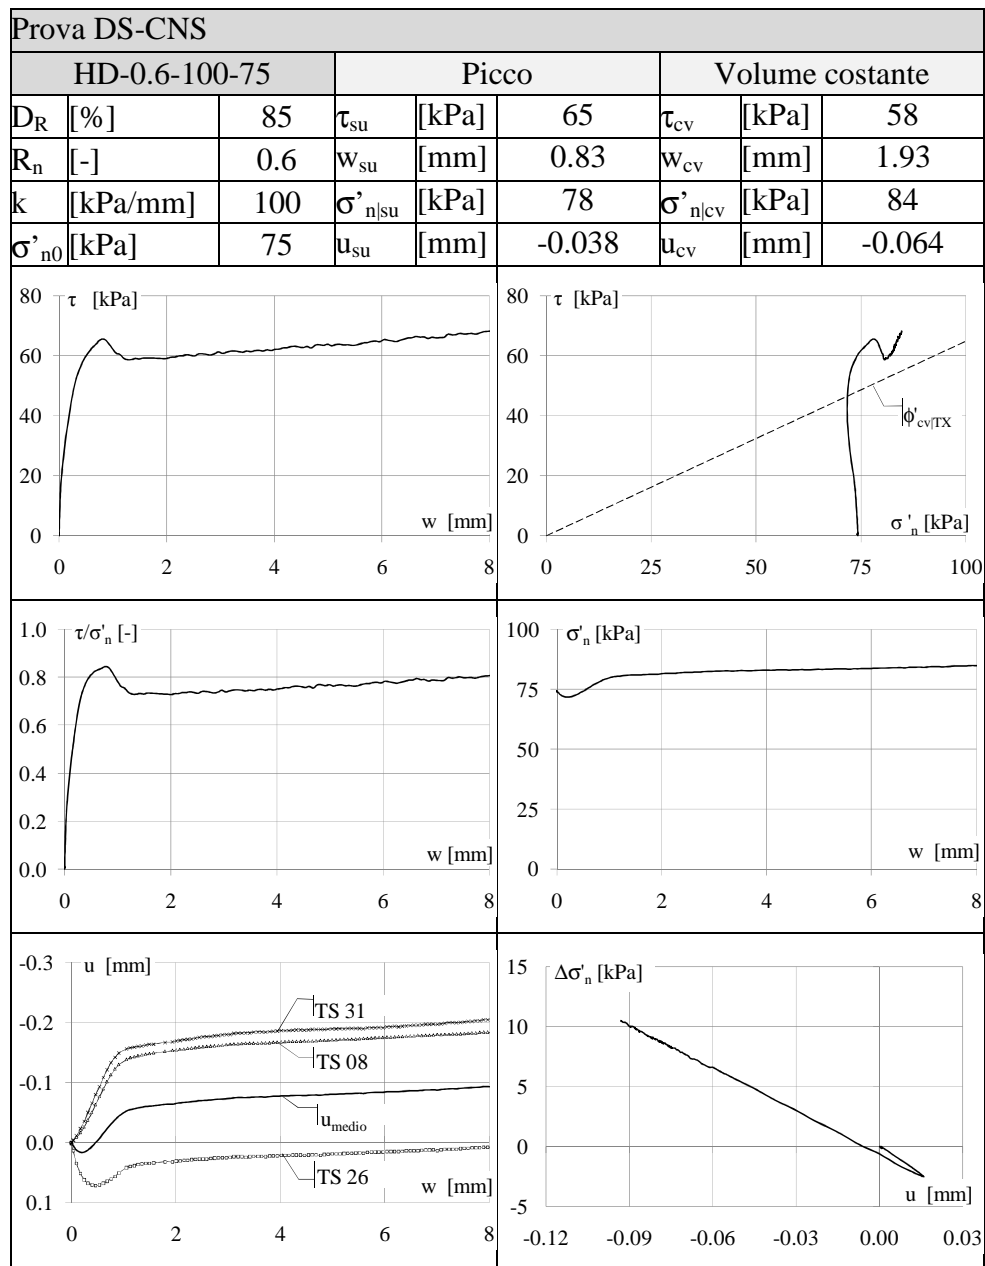 Prova DS-CNS
HD-0.6-100-75 Picco Volume costante
D_R [%] 85 τ_su [kPa] 65 τ_cv [kPa] 58
R_n [-] 0.6 w_su [mm] 0.83 w_cv [mm] 1.93
k [kPa/mm] 100 σ'_n|su [kPa] 78 σ'_n|cv [kPa] 84
σ'_n0 [kPa] 75 u_su [mm] -0.038 u_cv [mm] -0.064
τ [kPa]
80
60
40
20
0
w [mm]
0 2 4 6 8
τ [kPa]
80
60
40
20
0
ϕ'_cv|TX
σ'_n [kPa]
0 25 50 75 100
τ/σ'_n [-]
1.0
0.8
0.6
0.4
0.2
0.0
w [mm]
0 2 4 6 8
σ'_n [kPa]
100
75
50
25
0
w [mm]
0 2 4 6 8
u [mm]
-0.3
-0.2
-0.1
0.0
0.1
TS 31
TS 08
u_medio
TS 26
w [mm]
0 2 4 6 8
Δσ'_n [kPa]
15
10
5
0
-5
u [mm]
-0.12 -0.09 -0.06 -0.03 0.00 0.03